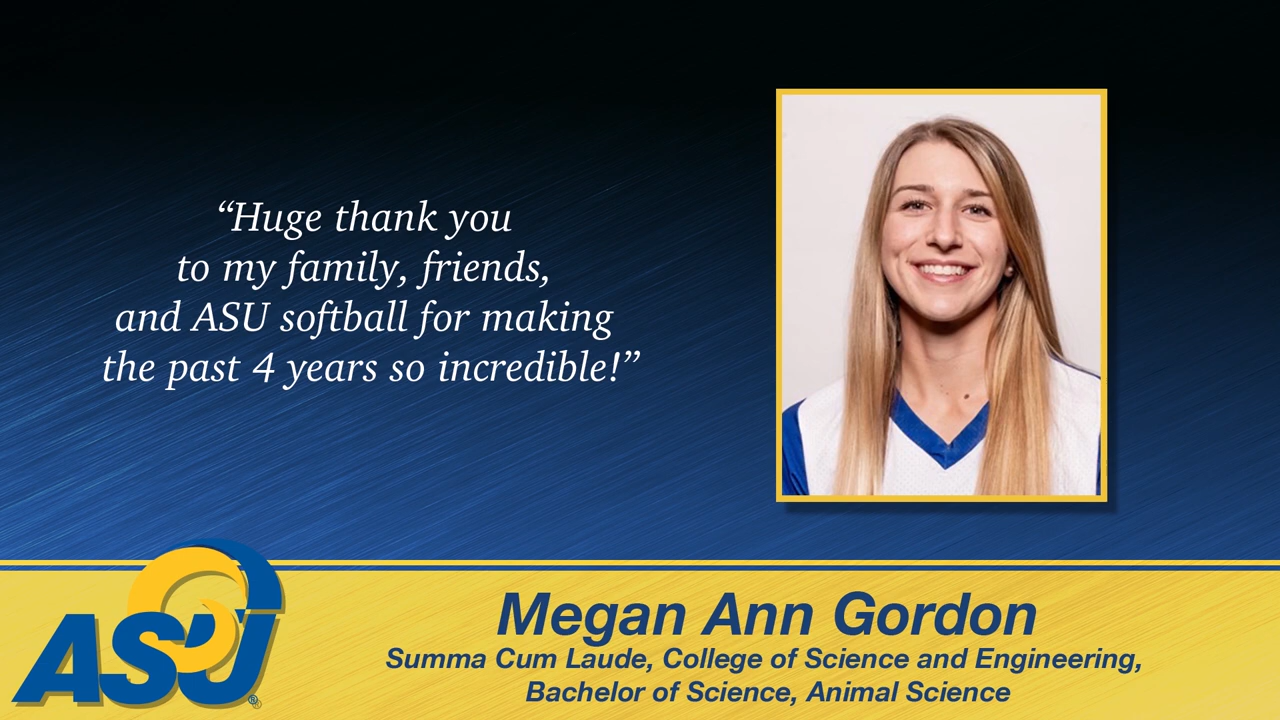 “Huge thank you
to my family, friends,
and ASU softball for making
the past 4 years so incredible!”
ASU®
Megan Ann Gordon
Summa Cum Laude, College of Science and Engineering,
Bachelor of Science, Animal Science